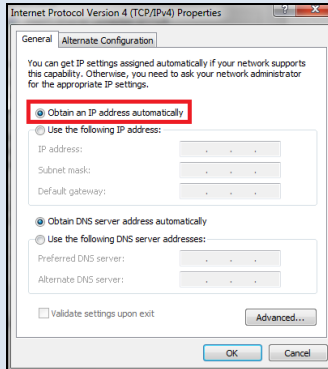 Internet Protocol Version 4 (TCP/IPv4) Properties
General
Alternate Configuration
You can get IP settings assigned automatically if your network supports
this capability. Otherwise, you need to ask your network administrator
for the appropriate IP settings.
Obtain an IP address automatically
Use the following IP address:
IP address:
Subnet mask:
Default gateway:
Obtain DNS server address automatically
Use the following DNS server addresses:
Preferred DNS server:
Alternate DNS server:
Validate settings upon exit
Advanced...
OK
Cancel